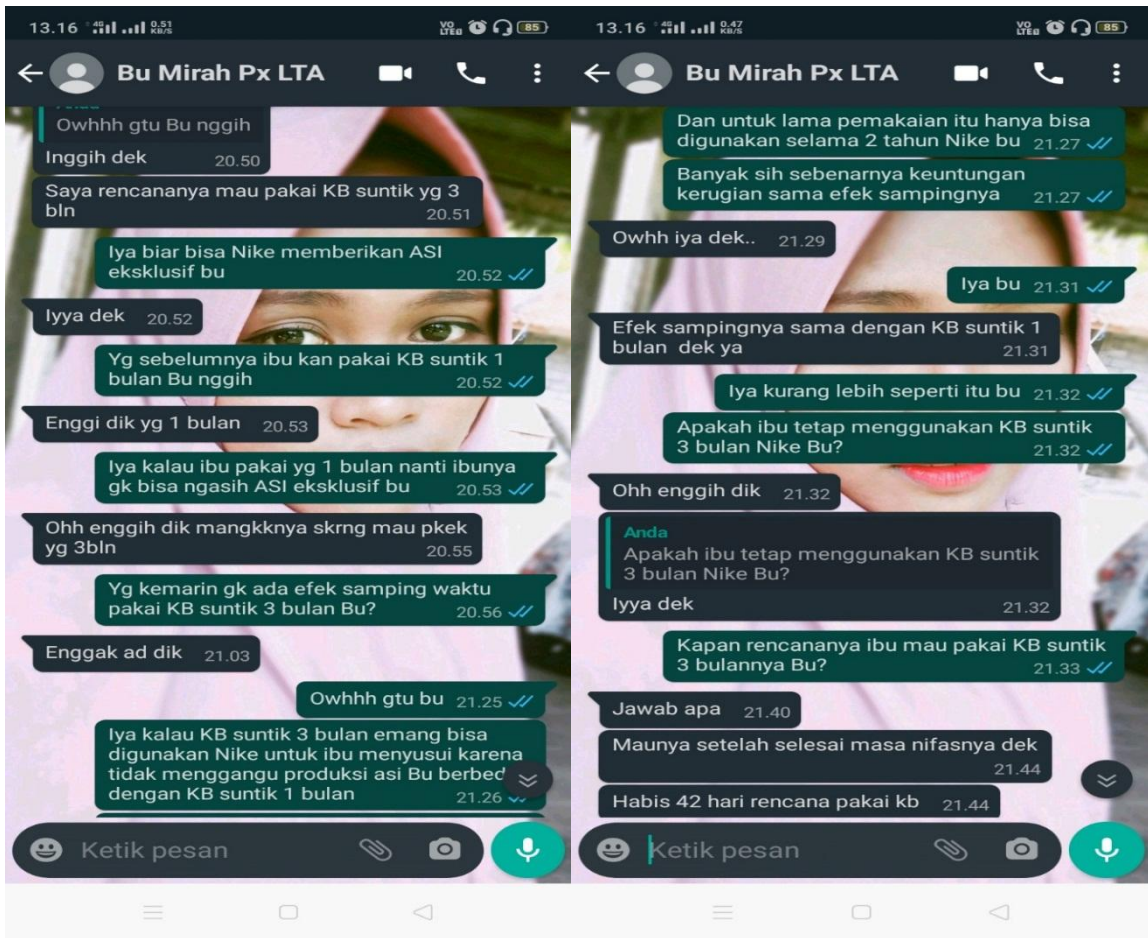 13.16 4G 0.51 KB/S VO LTE 85
Bu Mirah Px LTA
Owhhh gtu Bu nggih
Inggih dek 20.50
Saya rencananya mau pakai KB suntik yg 3
bln 20.51
Iya biar bisa Nike memberikan ASI
eksklusif bu 20.52
Iyya dek 20.52
Yg sebelumnya ibu kan pakai KB suntik 1
bulan Bu nggih 20.52
Enggi dik yg 1 bulan 20.53
Iya kalau ibu pakai yg 1 bulan nanti ibunya
gk bisa ngasih ASI eksklusif bu 20.53
Ohh enggih dik mangkknya skrng mau pkek
yg 3bln 20.55
Yg kemarin gk ada efek samping waktu
pakai KB suntik 3 bulan Bu? 20.56
Enggak ad dik 21.03
Owhhh gtu bu 21.25
Iya kalau KB suntik 3 bulan emang bisa
digunakan Nike untuk ibu menyusui karena
tidak menggangu produksi asi Bu berbed
dengan KB suntik 1 bulan 21.26
Ketik pesan
13.16 4G 0.47 KB/S VO LTE 85
Bu Mirah Px LTA
Dan untuk lama pemakaian itu hanya bisa
digunakan selama 2 tahun Nike bu 21.27
Banyak sih sebenarnya keuntungan
kerugian sama efek sampingnya 21.27
Owhh iya dek.. 21.29
Iya bu 21.31
Efek sampingnya sama dengan KB suntik 1
bulan dek ya 21.31
Iya kurang lebih seperti itu bu 21.32
Apakah ibu tetap menggunakan KB suntik
3 bulan Nike Bu? 21.32
Ohh enggih dik 21.32
Anda
Apakah ibu tetap menggunakan KB suntik
3 bulan Nike Bu?
Iyya dek 21.32
Kapan rencananya ibu mau pakai KB suntik
3 bulannya Bu? 21.33
Jawab apa 21.40
Maunya setelah selesai masa nifasnya dek
21.44
Habis 42 hari rencana pakai kb 21.44
Ketik pesan